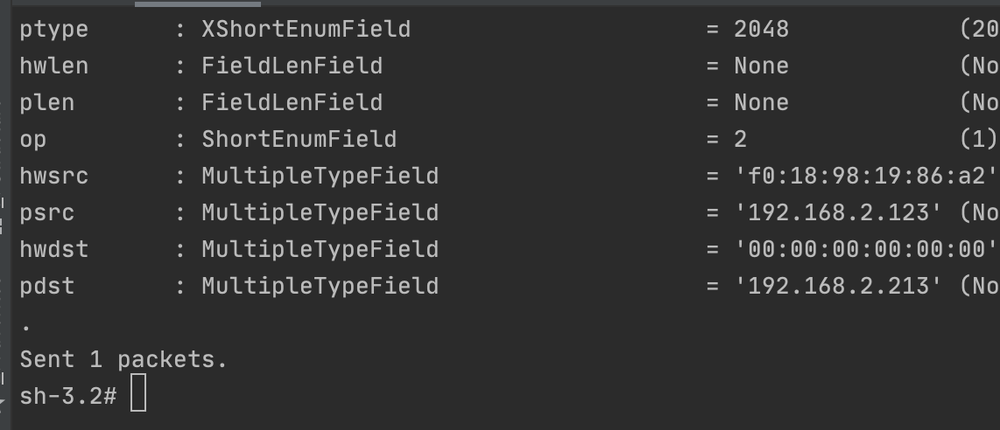 ptype : XShortEnumField = 2048 (20
hwlen : FieldLenField = None (No
plen : FieldLenField = None (No
op : ShortEnumField = 2 (1)
hwsrc : MultipleTypeField = 'f0:18:98:19:86:a2'
psrc : MultipleTypeField = '192.168.2.123' (No
hwdst : MultipleTypeField = '00:00:00:00:00:00'
pdst : MultipleTypeField = '192.168.2.213' (No
.
Sent 1 packets.
sh-3.2#